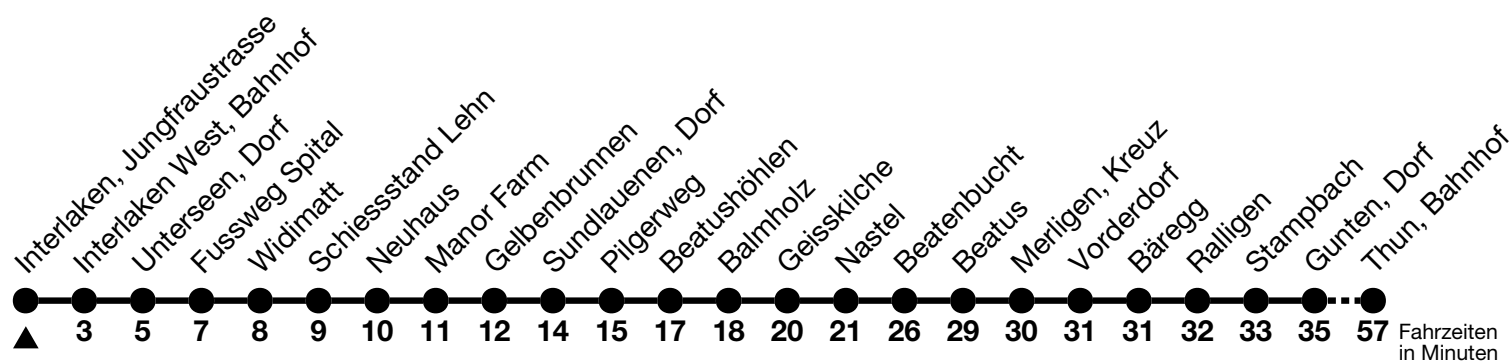 Interlaken, Jungfraustrasse
Interlaken West, Bahnhof
Unterseen, Dorf
Fussweg Spital
Widimatt
Schiessstand Lehn
Neuhaus
Manor Farm
Gelbenbrunnen
Sundlauenen, Dorf
Pilgerweg
Beatushöhlen
Balmholz
Geisskilche
Nastel
Beatenbucht
Beatus
Merligen, Kreuz
Vorderdorf
Bäregg
Ralligen
Stampbach
Gunten, Dorf
Thun, Bahnhof
3 5 7 8 9 10 11 12 14 15 17 18 20 21 26 29 30 31 31 32 33 35 57 Fahrzeiten
in Minuten